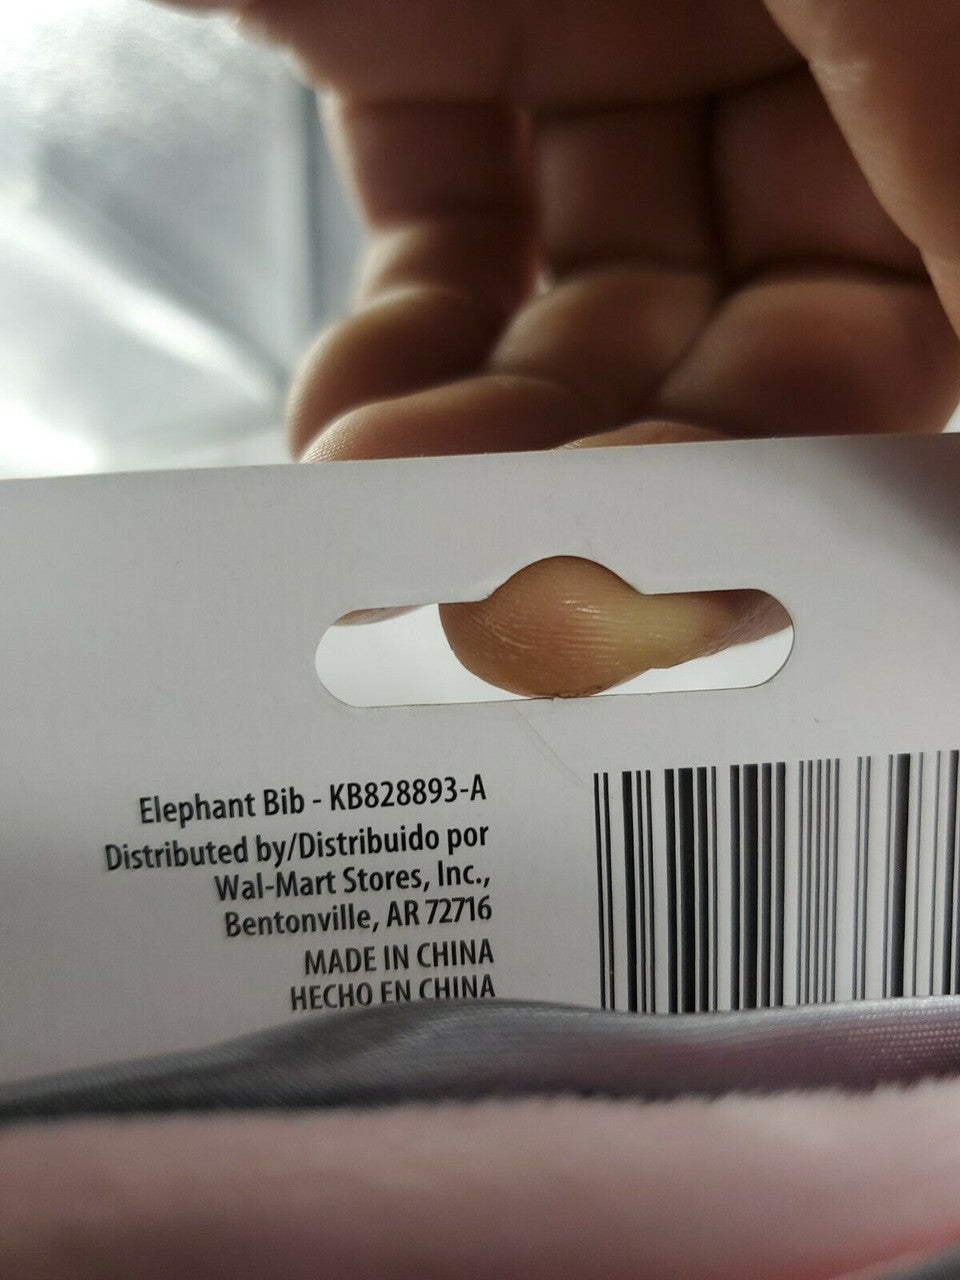 Elephant Bib - KB828893-A
Distributed by/Distribuido por
Wal-Mart Stores, Inc.,
Bentonville, AR 72716
MADE IN CHINA
HECHO EN CHINA